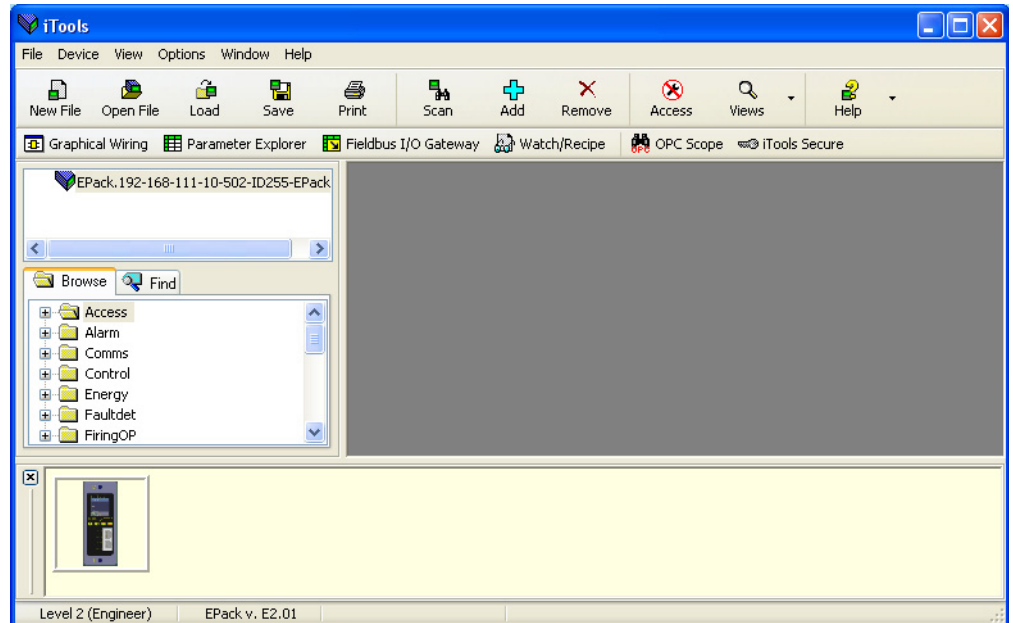 iTools
File Device View Options Window Help
New File Open File Load Save Print Scan Add Remove Access Views Help
Graphical Wiring Parameter Explorer Fieldbus I/O Gateway Watch/Recipe OPC OPC Scope iTools Secure
EPack.192-168-111-10-502-ID255-EPack
Browse Find
Access
Alarm
Comms
Control
Energy
Faultdet
FiringOP
Level 2 (Engineer) EPack v. E2.01